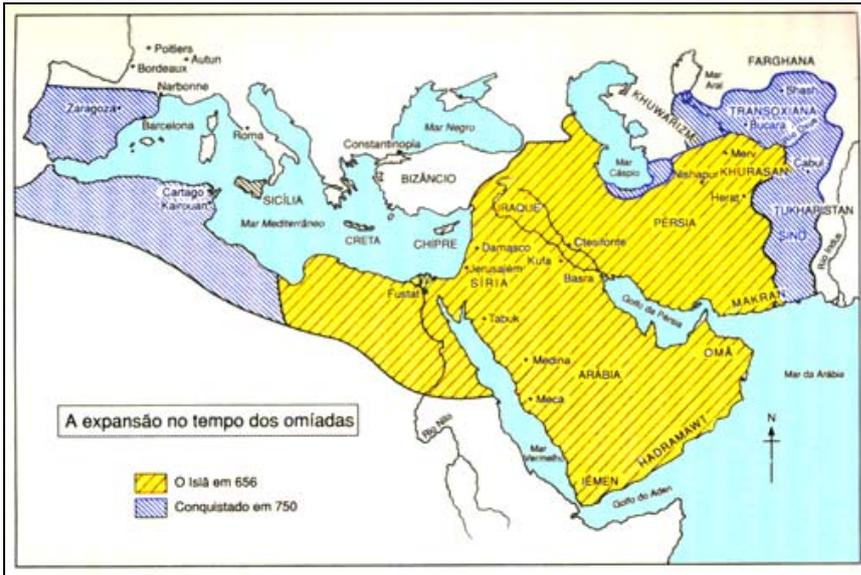 Poitiers
Autun
Bordeaux
Narbonne
Zaragoza
Barcelona
Roma
Constantinopla
Mar Negro
BIZÂNCIO
Cartago
Kairouan
SICÍLIA
Mar Mediterrâneo
CRETA
CHIPRE
Mar
Aral
FARGHANA
KHUWARIZM
Shash
TRANSOXIANA
Bucara
Mar
Cáspio
Merv
Nishapur
KHURASAN
Cabul
Herat
TUKHARISTAN
IRAQUE
PÉRSIA
SIND
Rio Indus
Damasco
Ctesifonte
Jerusalém
Kufa
SÍRIA
Basra
Fustat
Golfo da Pérsia
MAKRAN
Tabuk
OMÃ
Medina
ARÁBIA
Mar da Arábia
Meca
HADRAMAWT
N
Rio Nilo
Mar
Vermelho
IÊMEN
Golfo do Aden
A expansão no tempo dos omíadas
O Islã em 656
Conquistado em 750